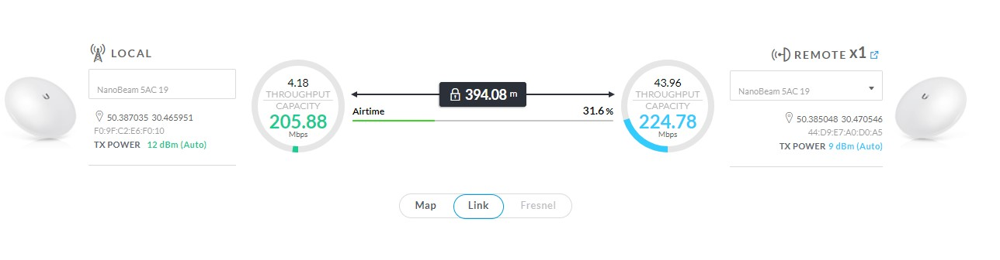 LOCAL
NanoBeam 5AC 19
50.387035 30.465951
F0:9F:C2:E6:F0:10
TX POWER 12 dBm (Auto)
4.18
THROUGHPUT
CAPACITY
205.88
Mbps
394.08 m
Airtime 31.6 %
43.96
THROUGHPUT
CAPACITY
224.78
Mbps
REMOTE x1
NanoBeam 5AC 19
50.385048 30.470546
44:D9:E7:A0:D0:A5
TX POWER 9 dBm (Auto)
Map Link Fresnel